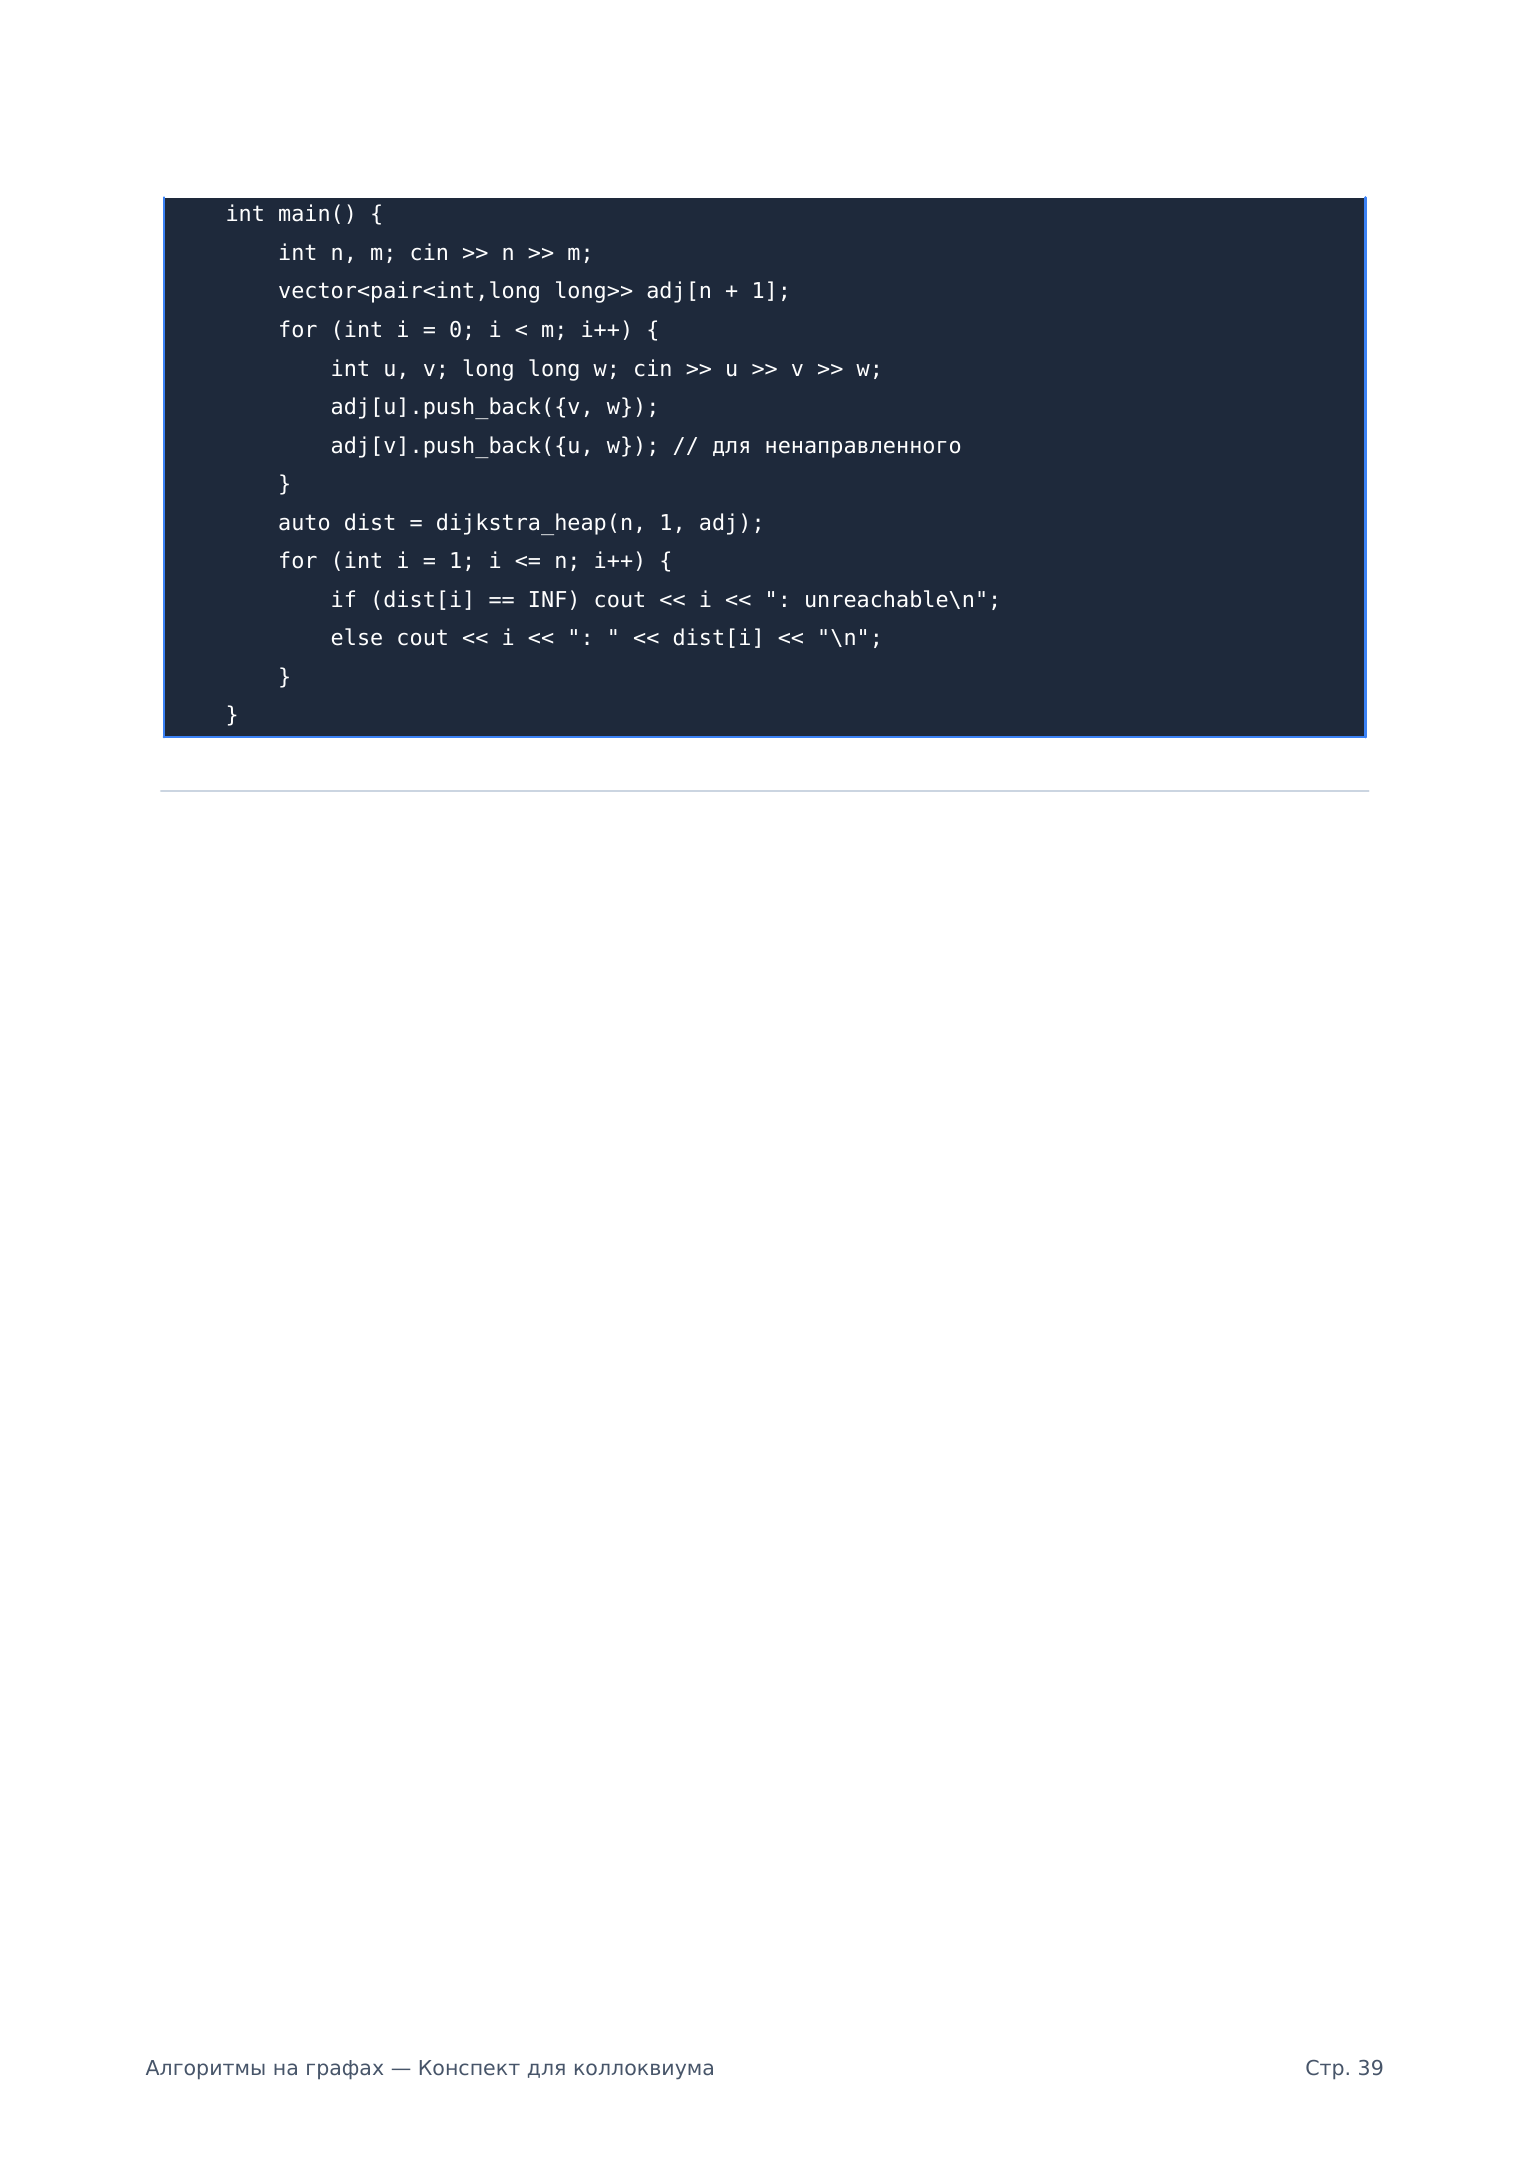 int main() {
    int n, m; cin >> n >> m;
    vector<pair<int,long long>> adj[n + 1];
    for (int i = 0; i < m; i++) {
        int u, v; long long w; cin >> u >> v >> w;
        adj[u].push_back({v, w});
        adj[v].push_back({u, w}); // для ненаправленного
    }
    auto dist = dijkstra_heap(n, 1, adj);
    for (int i = 1; i <= n; i++) {
        if (dist[i] == INF) cout << i << ": unreachable\n";
        else cout << i << ": " << dist[i] << "\n";
    }
}
Алгоритмы на графах — Конспект для коллоквиума Стр. 39